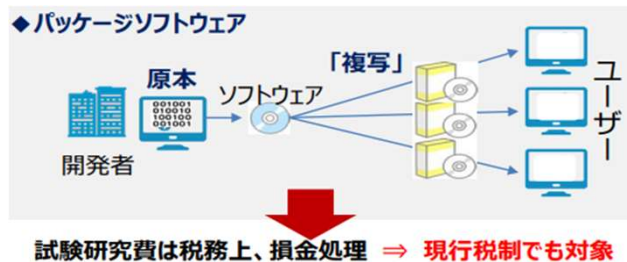 ◆パッケージソフトウェア
原本
「複写」
ソフトウェア
001001
010010
100100
001001
開発者
ユーザー
試験研究費は税務上、損金処理 ⇒ 現行税制でも対象